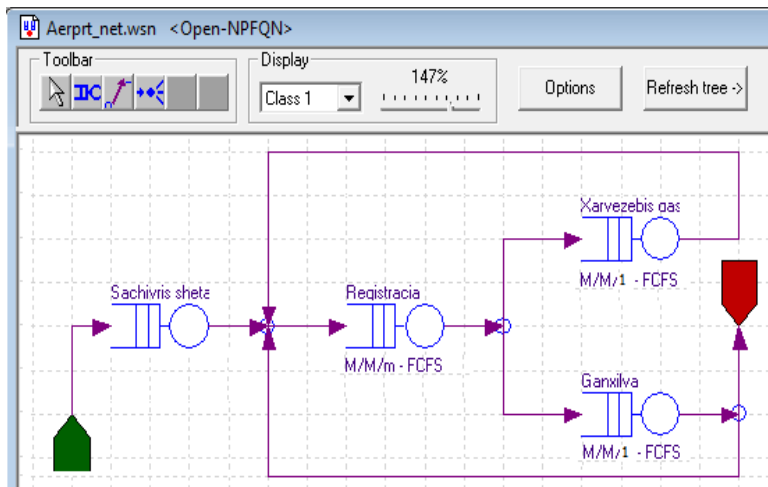 Aerprt_net.wsn <Open-NPFQN>
Toolbar
Display
Class 1
147%
Options
Refresh tree ->
Xarvezebis gas
M/M/1 - FCFS
Sachivris sheta
Registracia
M/M/m - FCFS
Ganxilva
M/M/1 - FCFS